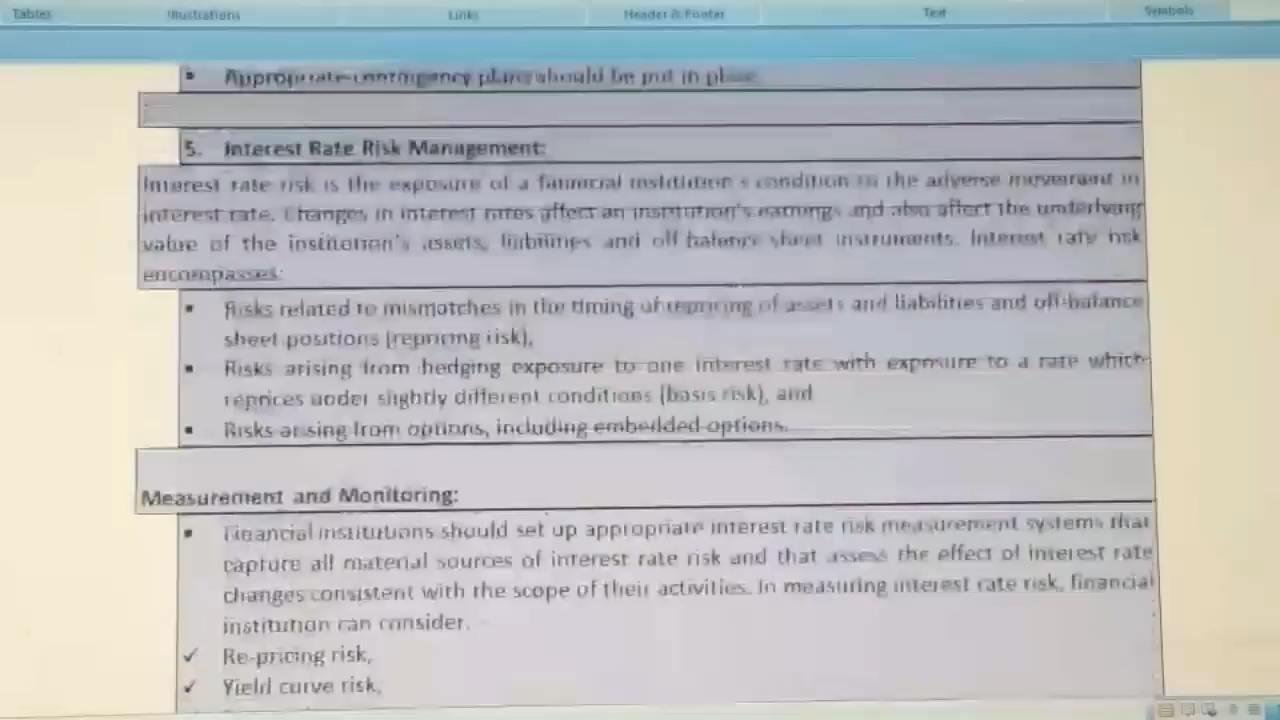 Tables Illustrations Links Header & Footer Text Symbols
▪ Appropriate contingency plans should be put in place
5. Interest Rate Risk Management:
Interest rate risk is the exposure of a financial institution's condition to the adverse movement in
interest rate. Changes in interest rates affect an institution's earnings and also affect the underlying
value of the institution's assets, liabilities and off balance sheet instruments. Interest rate risk
encompasses:
▪ Risks related to mismatches in the timing of repricing of assets and liabilities and off-balance
sheet positions (repricing risk),
▪ Risks arising from hedging exposure to one interest rate with exposure to a rate which
reprices under slightly different conditions (basis risk), and
▪ Risks arising from options, including embedded options.
Measurement and Monitoring:
▪ Financial institutions should set up appropriate interest rate risk measurement systems that
capture all material sources of interest rate risk and that assess the effect of interest rate
changes consistent with the scope of their activities. In measuring interest rate risk, financial
institution can consider.
✓ Re-pricing risk,
✓ Yield curve risk,